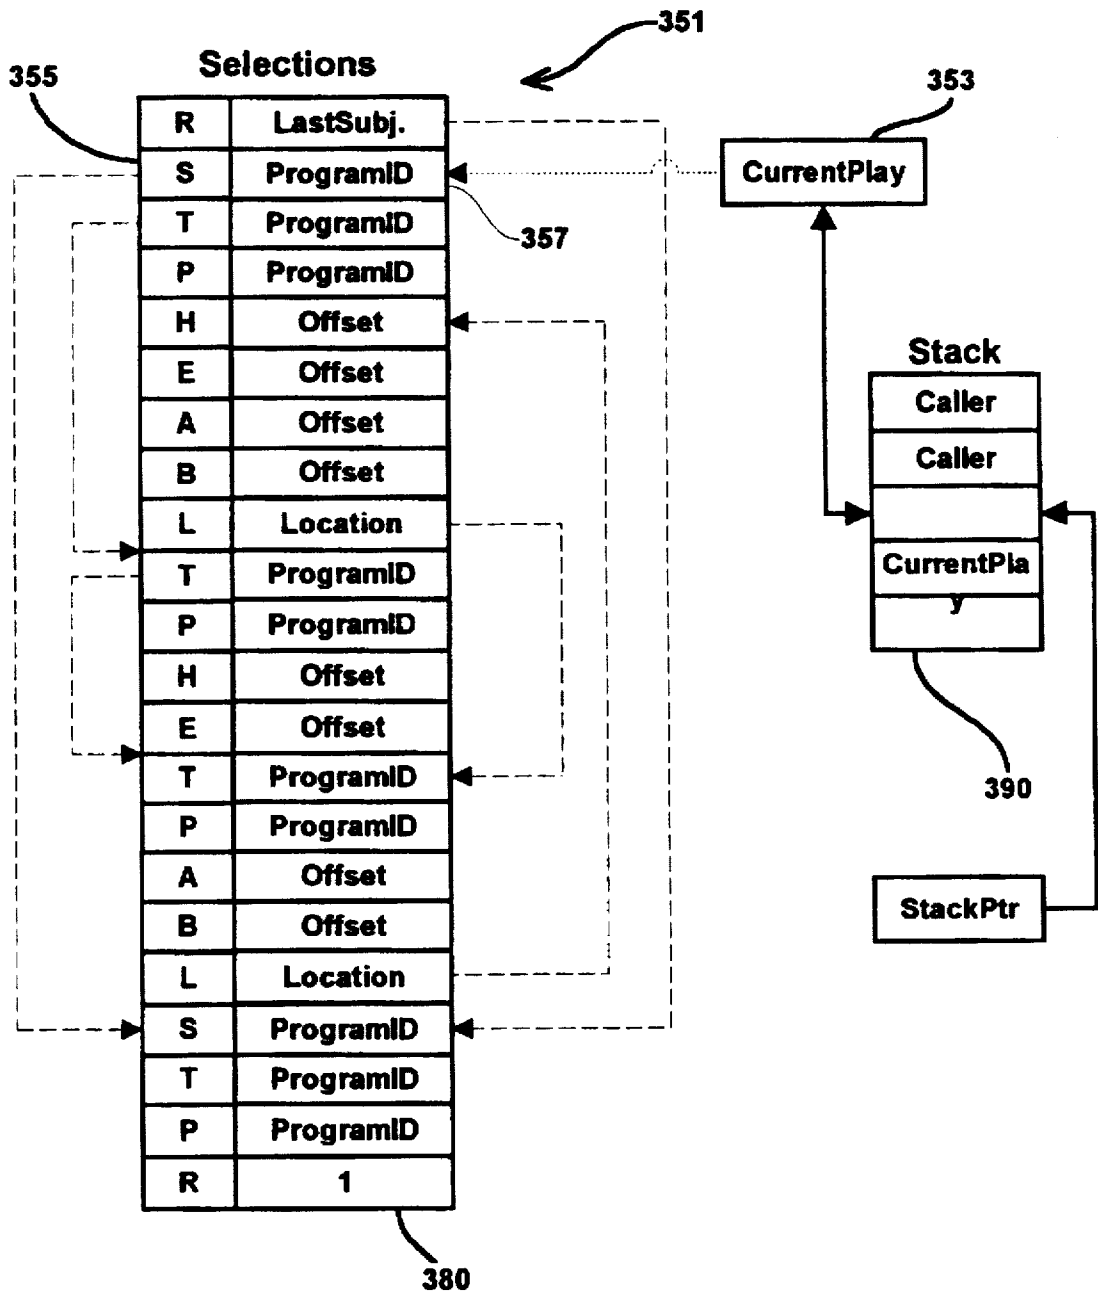 351
Selections
355
353
R LastSubj.
S ProgramID
CurrentPlay
T ProgramID
357
P ProgramID
H Offset
E Offset
Stack
A Offset
Caller
B Offset
Caller
L Location
T ProgramID
CurrentPla
y
P ProgramID
H Offset
E Offset
T ProgramID
390
P ProgramID
A Offset
B Offset
StackPtr
L Location
S ProgramID
T ProgramID
P ProgramID
R 1
380